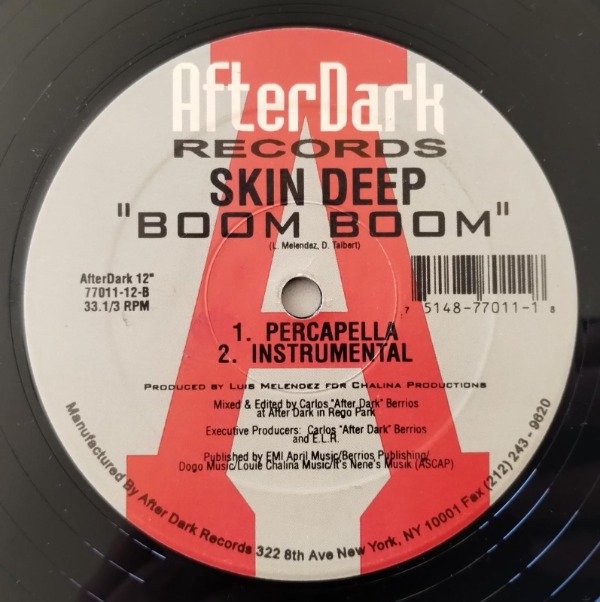 AfterDark
RECORDS
SKIN DEEP
"BOOM BOOM"
(L. Melendez, D. Talbert)
AfterDark 12"
77011-12-B
33.1/3 RPM
7 5148-77011-1 8
1. PERCAPELLA
2. INSTRUMENTAL
PRODUCED BY LUIS MELENDEZ FOR CHALINA PRODUCTIONS
Mixed & Edited by Carlos "After Dark" Berrios
at After Dark in Rego Park
Executive Producers: Carlos "After Dark" Berrios
and E.L.R.
Published by EMI April Music/Berrios Publishing/
Dogo Music/Louie Chalina Music/It's Nene's Musik (ASCAP)
Manufactured By After Dark Records 322 8th Ave New York, NY 10001 Fax (212) 243 - 9620